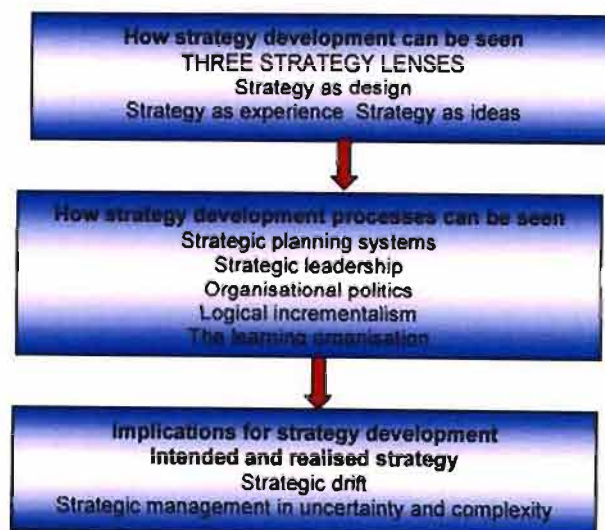 How strategy development can be seen
THREE STRATEGY LENSES
Strategy as design
Strategy as experience Strategy as ideas
How strategy development processes can be seen
Strategic planning systems
Strategic leadership
Organisational politics
Logical incrementalism
The learning organisation
Implications for strategy development
Intended and realised strategy
Strategic drift
Strategic management in uncertainty and complexity